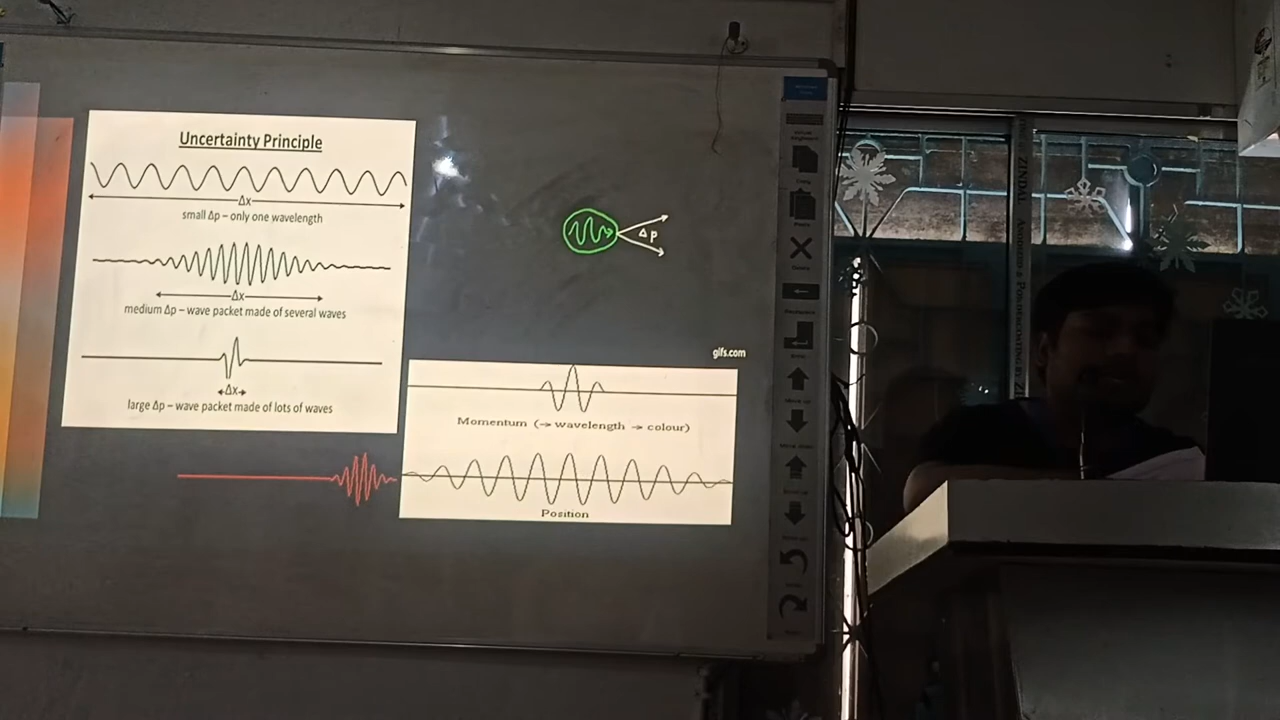 Uncertainty Principle
Δx
small Δp – only one wavelength
Δx
medium Δp – wave packet made of several waves
Δx
large Δp – wave packet made of lots of waves
Δ p
gifs.com
Momentum (→ wavelength → colour)
Position
ZINDAL